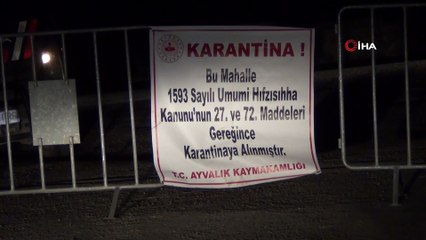 İHA
KARANTİNA !
Bu Mahalle
1593 Sayılı Umumi Hıfzısıhha
Kanunu'nun 27. ve 72. Maddeleri
Gereğince
Karantinaya Alınmıştır.
T.C. AYVALIK KAYMAKAMLIĞI